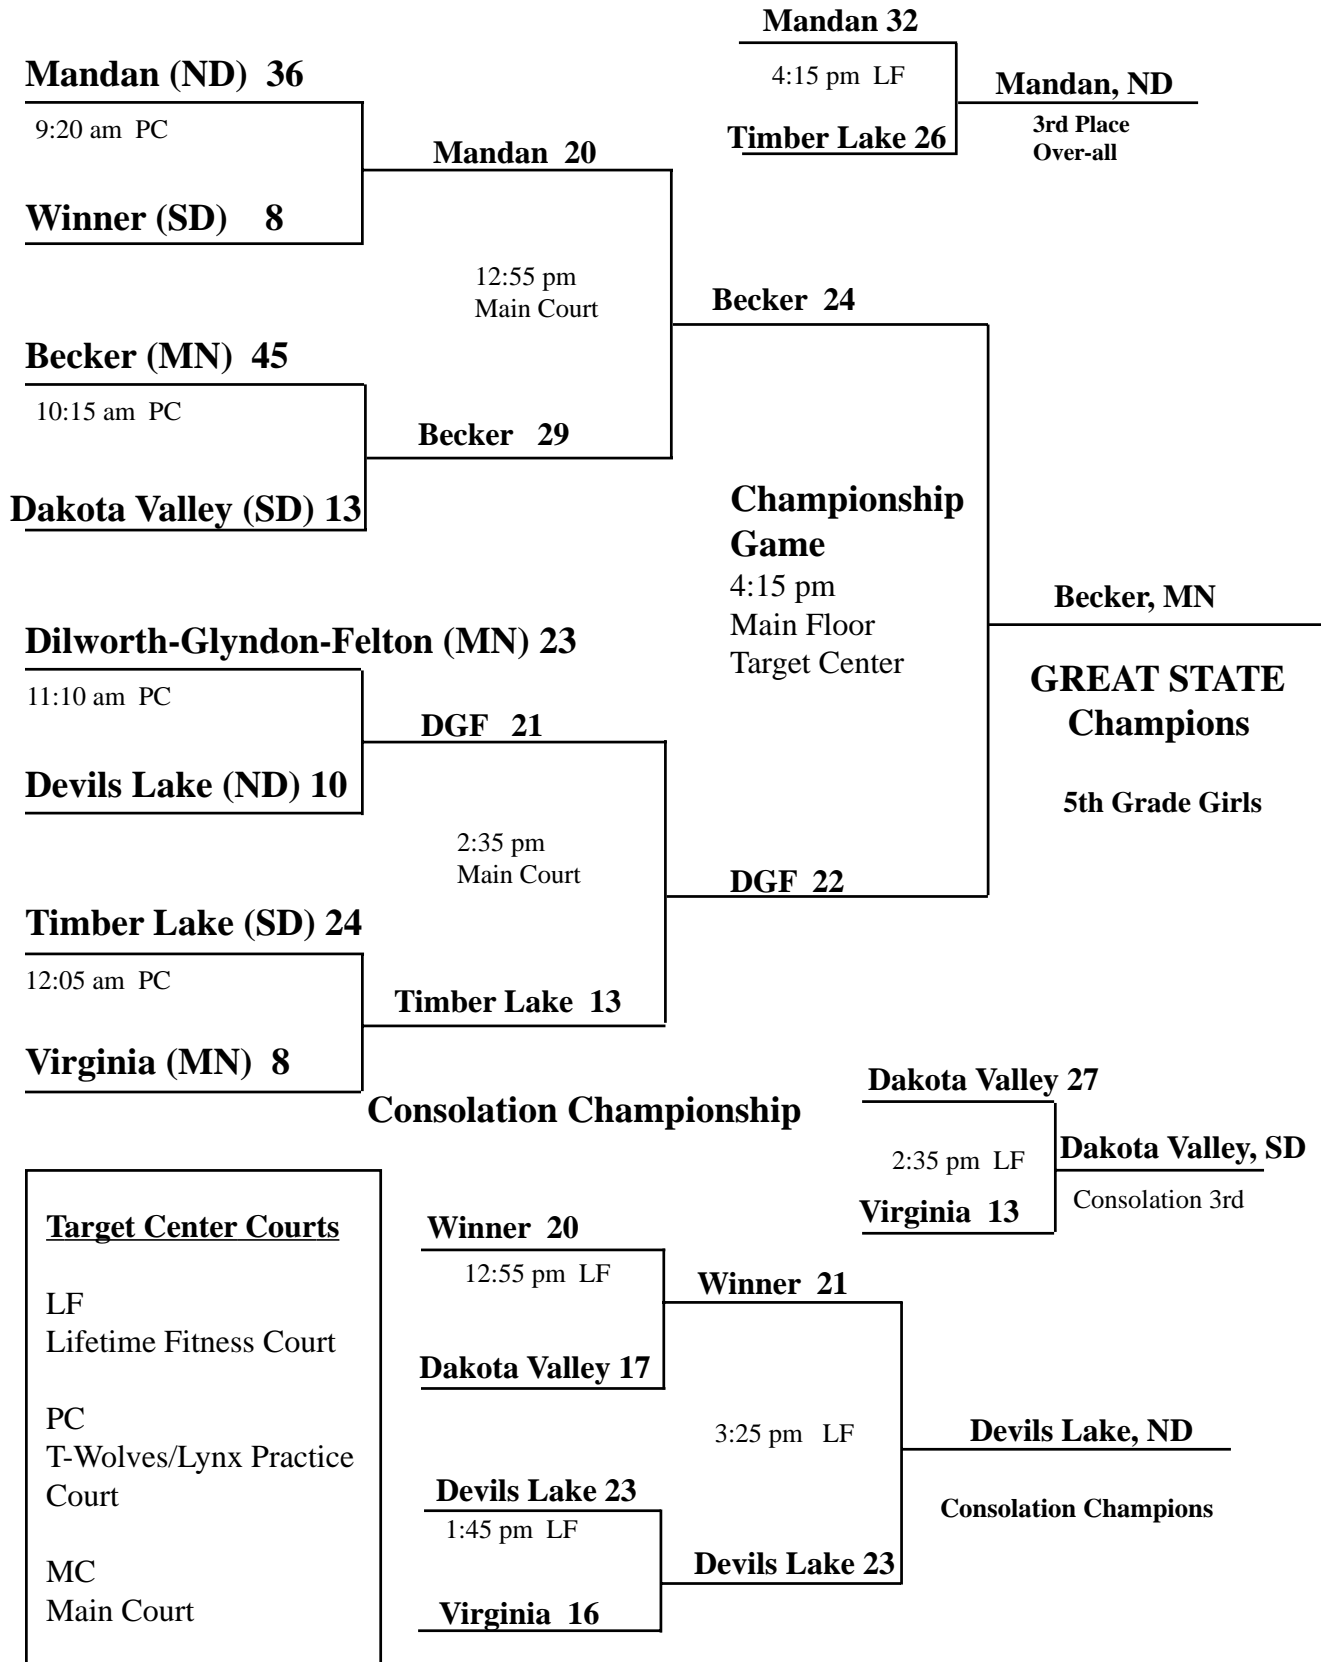 Mandan 32
4:15 pm  LF
Timber Lake 26
Mandan, ND
3rd Place
Over-all
Mandan (ND)  36
9:20 am  PC
Winner (SD)    8
Mandan  20
12:55 pm
Main Court
Becker (MN)  45
10:15 am  PC
Dakota Valley (SD) 13
Becker   29
Becker  24
Championship
Game
4:15 pm
Main Floor
Target Center
Becker, MN
GREAT STATE
Champions
5th Grade Girls
Dilworth-Glyndon-Felton (MN) 23
11:10 am  PC
Devils Lake (ND) 10
DGF   21
2:35 pm
Main Court
DGF  22
Timber Lake (SD) 24
12:05 am  PC
Virginia (MN)  8
Timber Lake  13
Consolation Championship
Dakota Valley 27
2:35 pm  LF
Virginia  13
Dakota Valley, SD
Consolation 3rd
Target Center Courts
LF
Lifetime Fitness Court
PC
T-Wolves/Lynx Practice
Court
MC
Main Court
Winner  20
12:55 pm  LF
Dakota Valley 17
Winner  21
3:25 pm   LF
Devils Lake 23
1:45 pm  LF
Virginia  16
Devils Lake 23
Devils Lake, ND
Consolation Champions